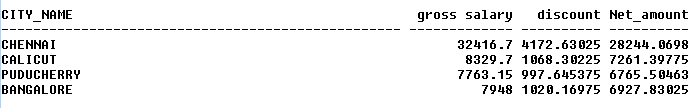 CITY_NAME gross salary discount Net_amount
-------------------------------------------------- ------------ ---------- ----------
CHENNAI 32416.7 4172.63025 28244.0698
CALICUT 8329.7 1068.30225 7261.39775
PUDUCHERRY 7763.15 997.645375 6765.50463
BANGALORE 7948 1020.16975 6927.83025